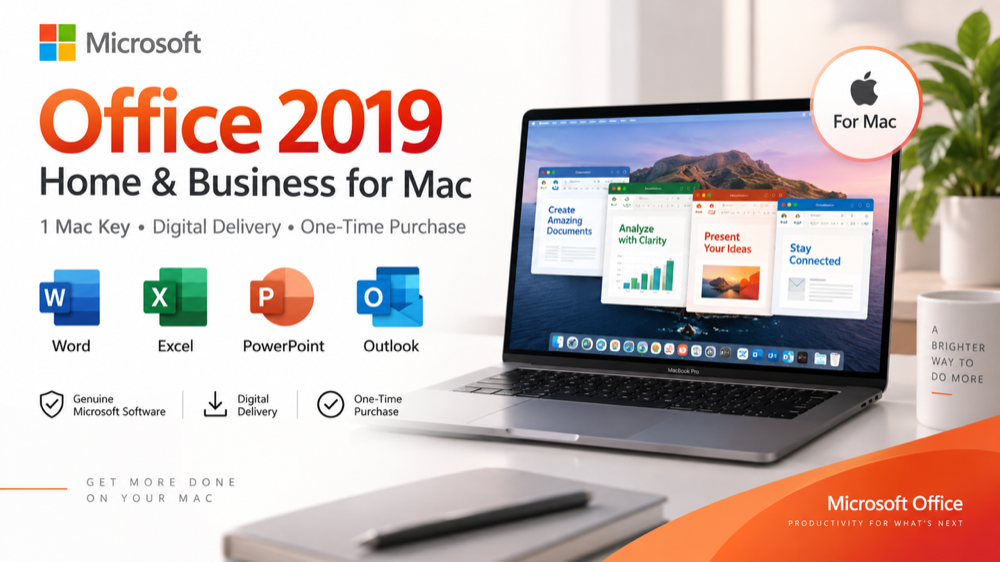 Microsoft
Office 2019
Home & Business for Mac
1 Mac Key • Digital Delivery • One-Time Purchase
W
X
P
O
Word
Excel
PowerPoint
Outlook
Genuine
Microsoft Software
Digital
Delivery
One-Time
Purchase
GET MORE DONE
ON YOUR MAC
For Mac
Create
Amazing
Documents
Analyze
with Clarity
Present
Your Ideas
Stay
Connected
MacBook Pro
A
BRIGHTER
WAY TO
DO MORE
Microsoft Office
PRODUCTIVITY FOR WHAT'S NEXT